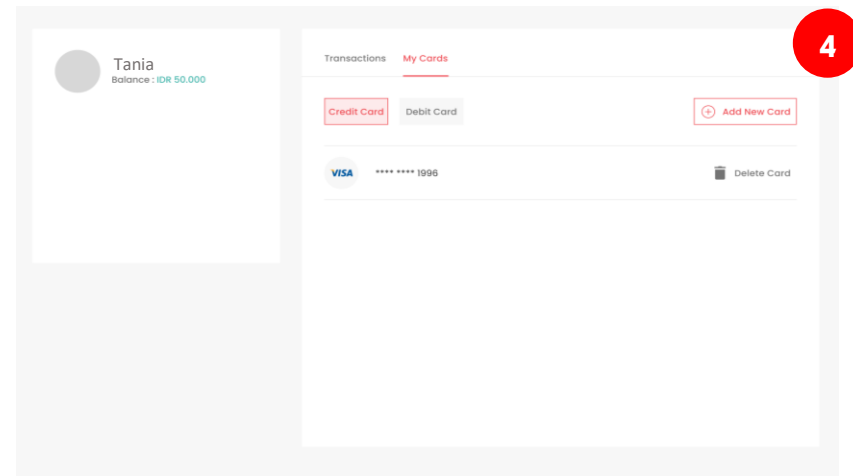 4
Tania
Balance : IDR 50.000
Transactions My Cards
Credit Card Debit Card Add New Card
VISA **** **** 1996 Delete Card